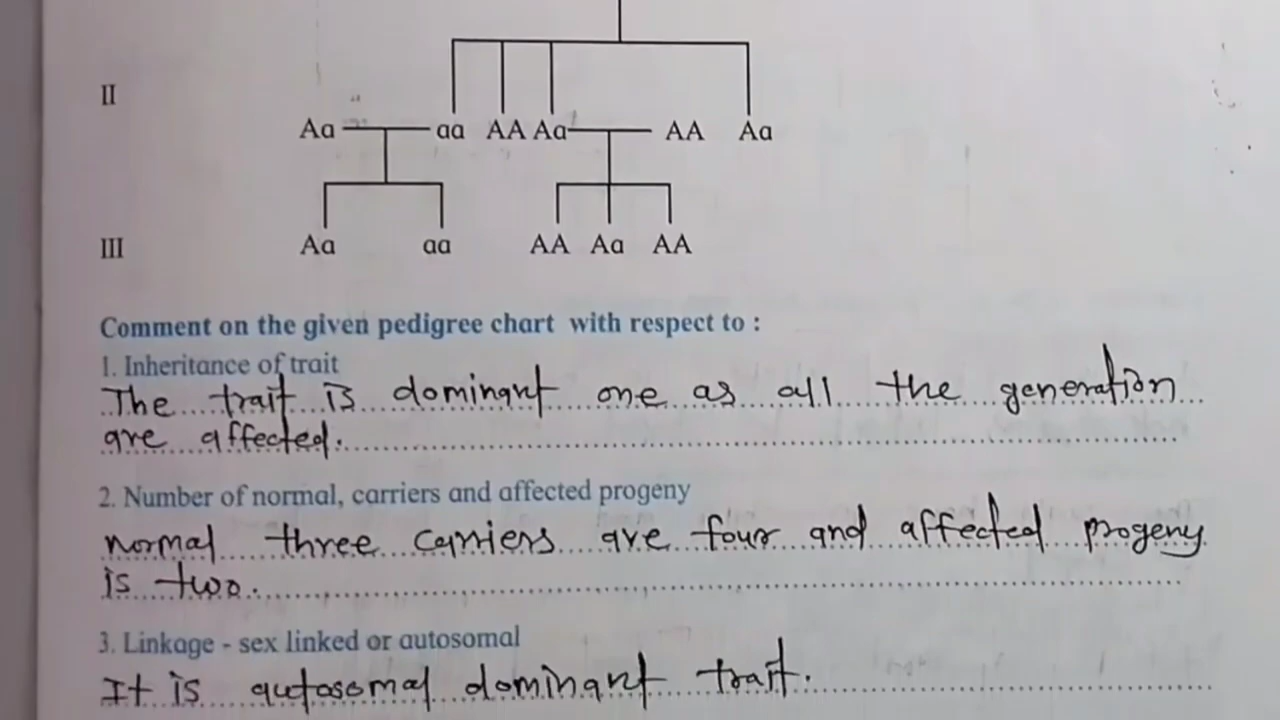 II
Aa aa AA Aa AA Aa
III
Aa aa AA Aa AA
Comment on the given pedigree chart with respect to :
1. Inheritance of trait
The trait is dominant one as all the generation
are affected.
2. Number of normal, carriers and affected progeny
normal three carriers are four and affected progeny
is two.
3. Linkage - sex linked or autosomal
It is autosomal dominant trait.